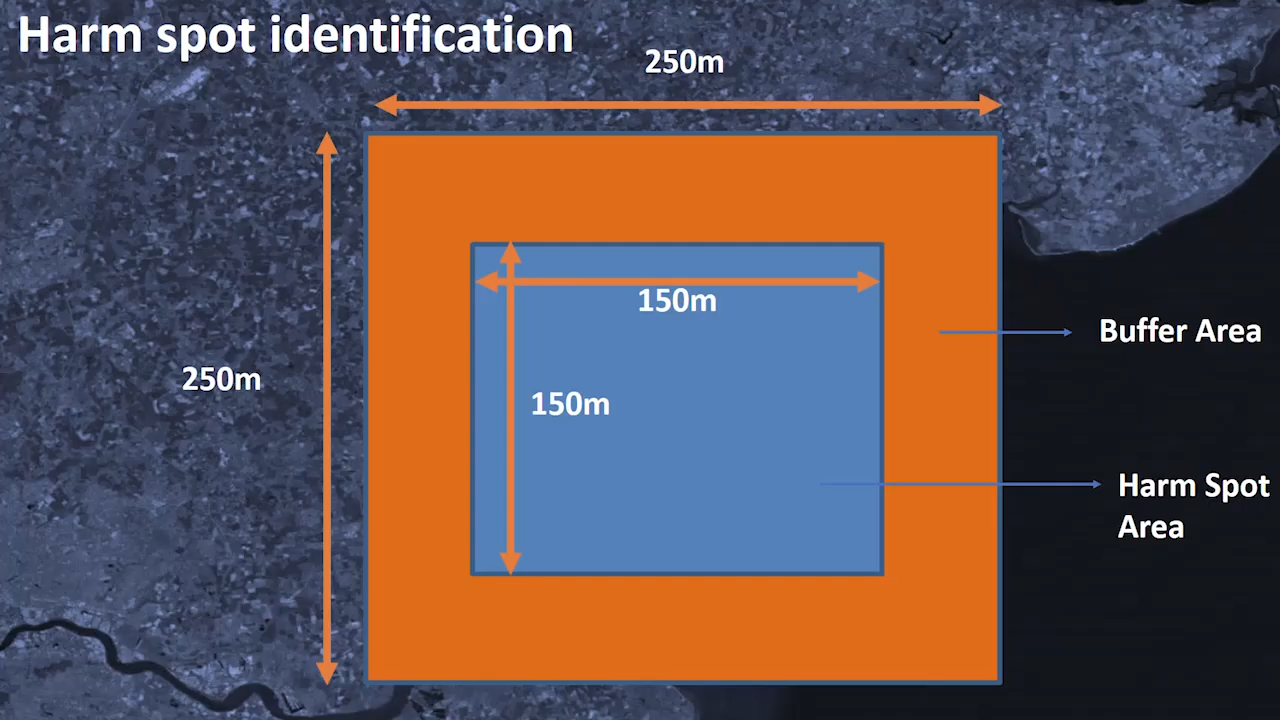 Harm spot identification
250m
150m
250m
150m
Buffer Area
Harm Spot
Area